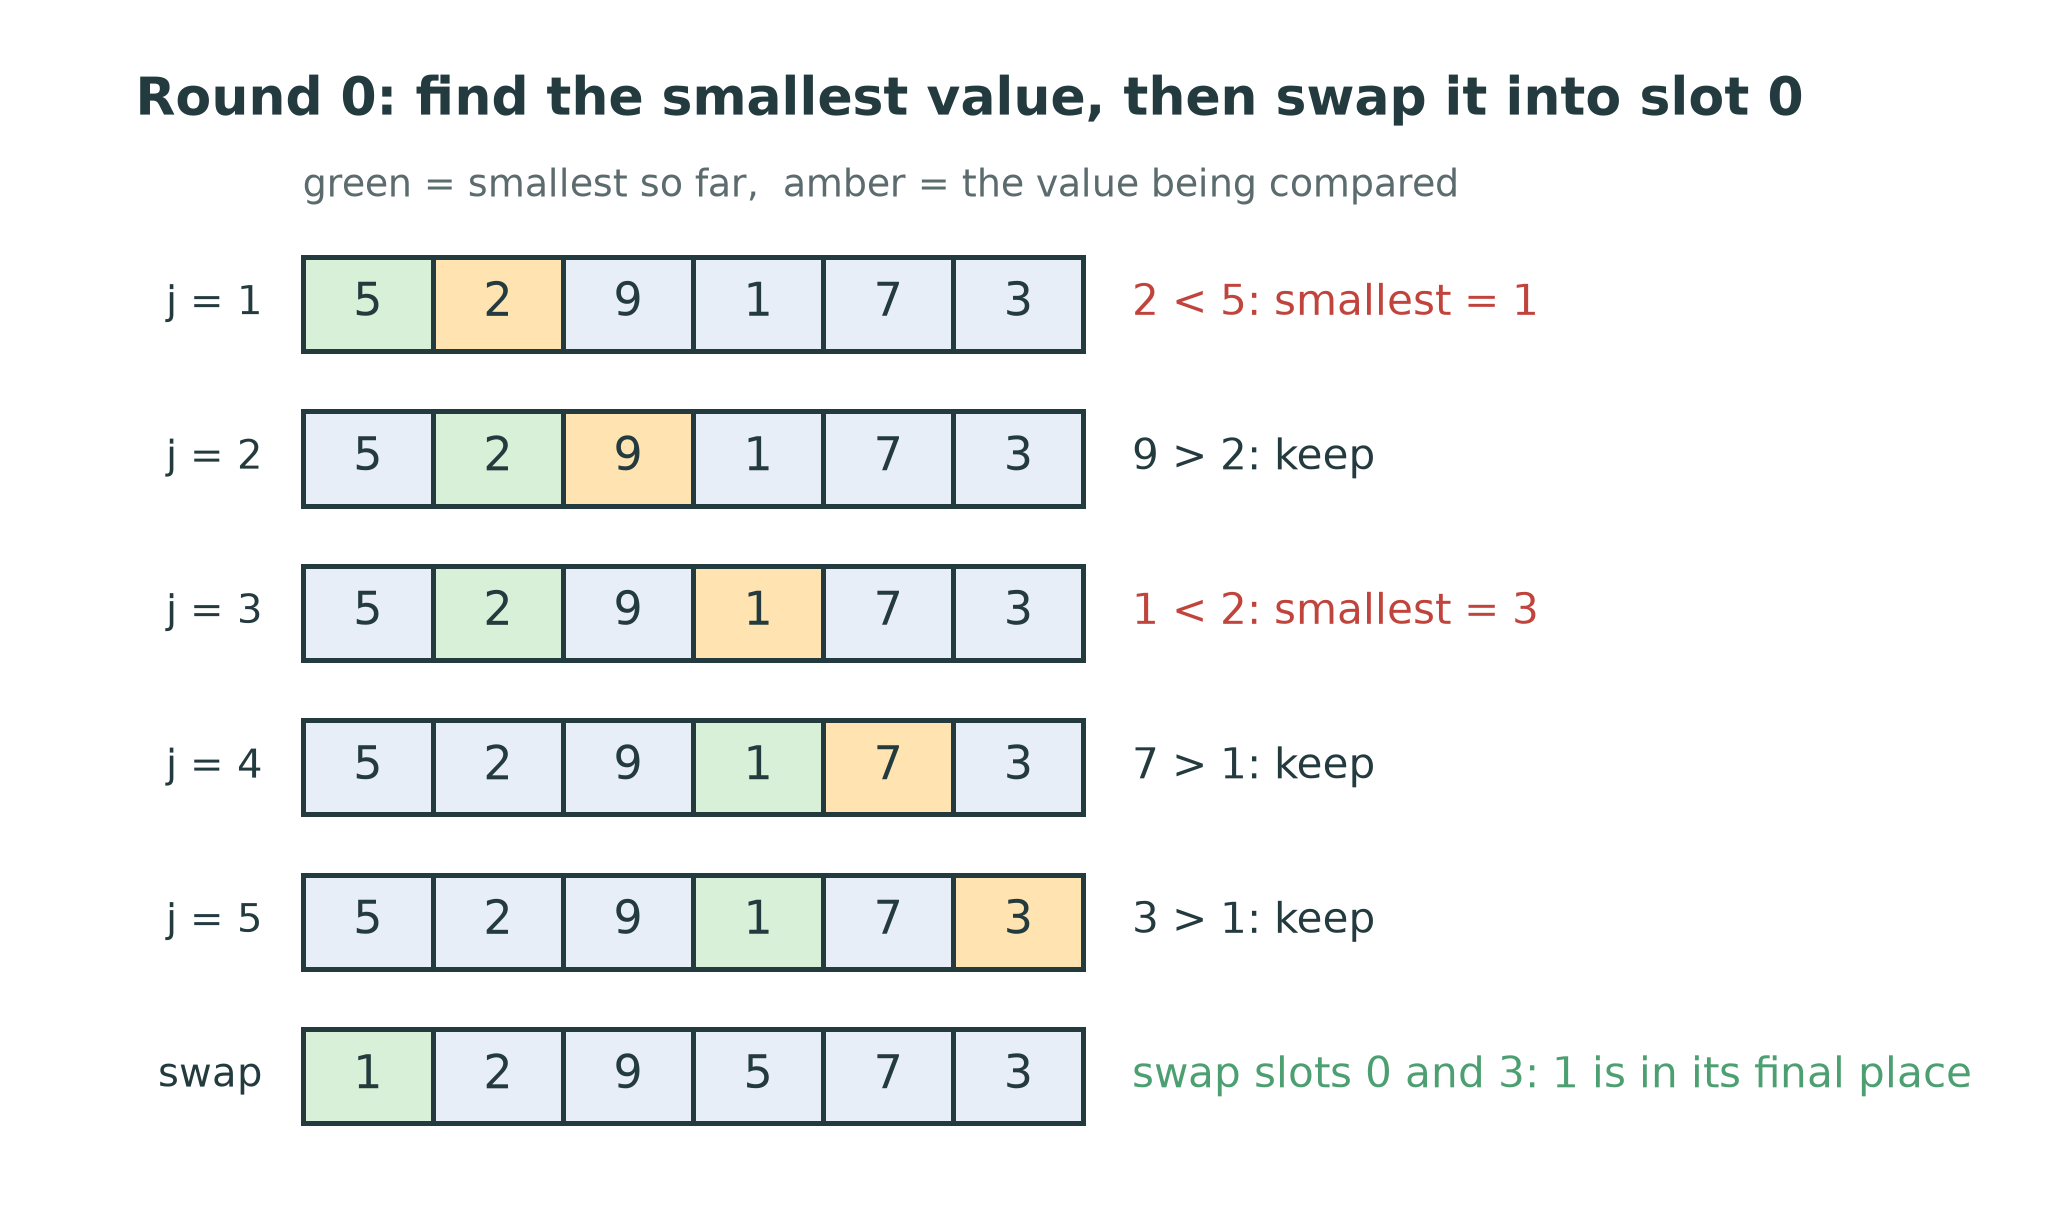 Round 0: find the smallest value, then swap it into slot 0
green = smallest so far,  amber = the value being compared
j = 1 5 2 9 1 7 3 2 < 5: smallest = 1
j = 2 5 2 9 1 7 3 9 > 2: keep
j = 3 5 2 9 1 7 3 1 < 2: smallest = 3
j = 4 5 2 9 1 7 3 7 > 1: keep
j = 5 5 2 9 1 7 3 3 > 1: keep
swap 1 2 9 5 7 3 swap slots 0 and 3: 1 is in its final place